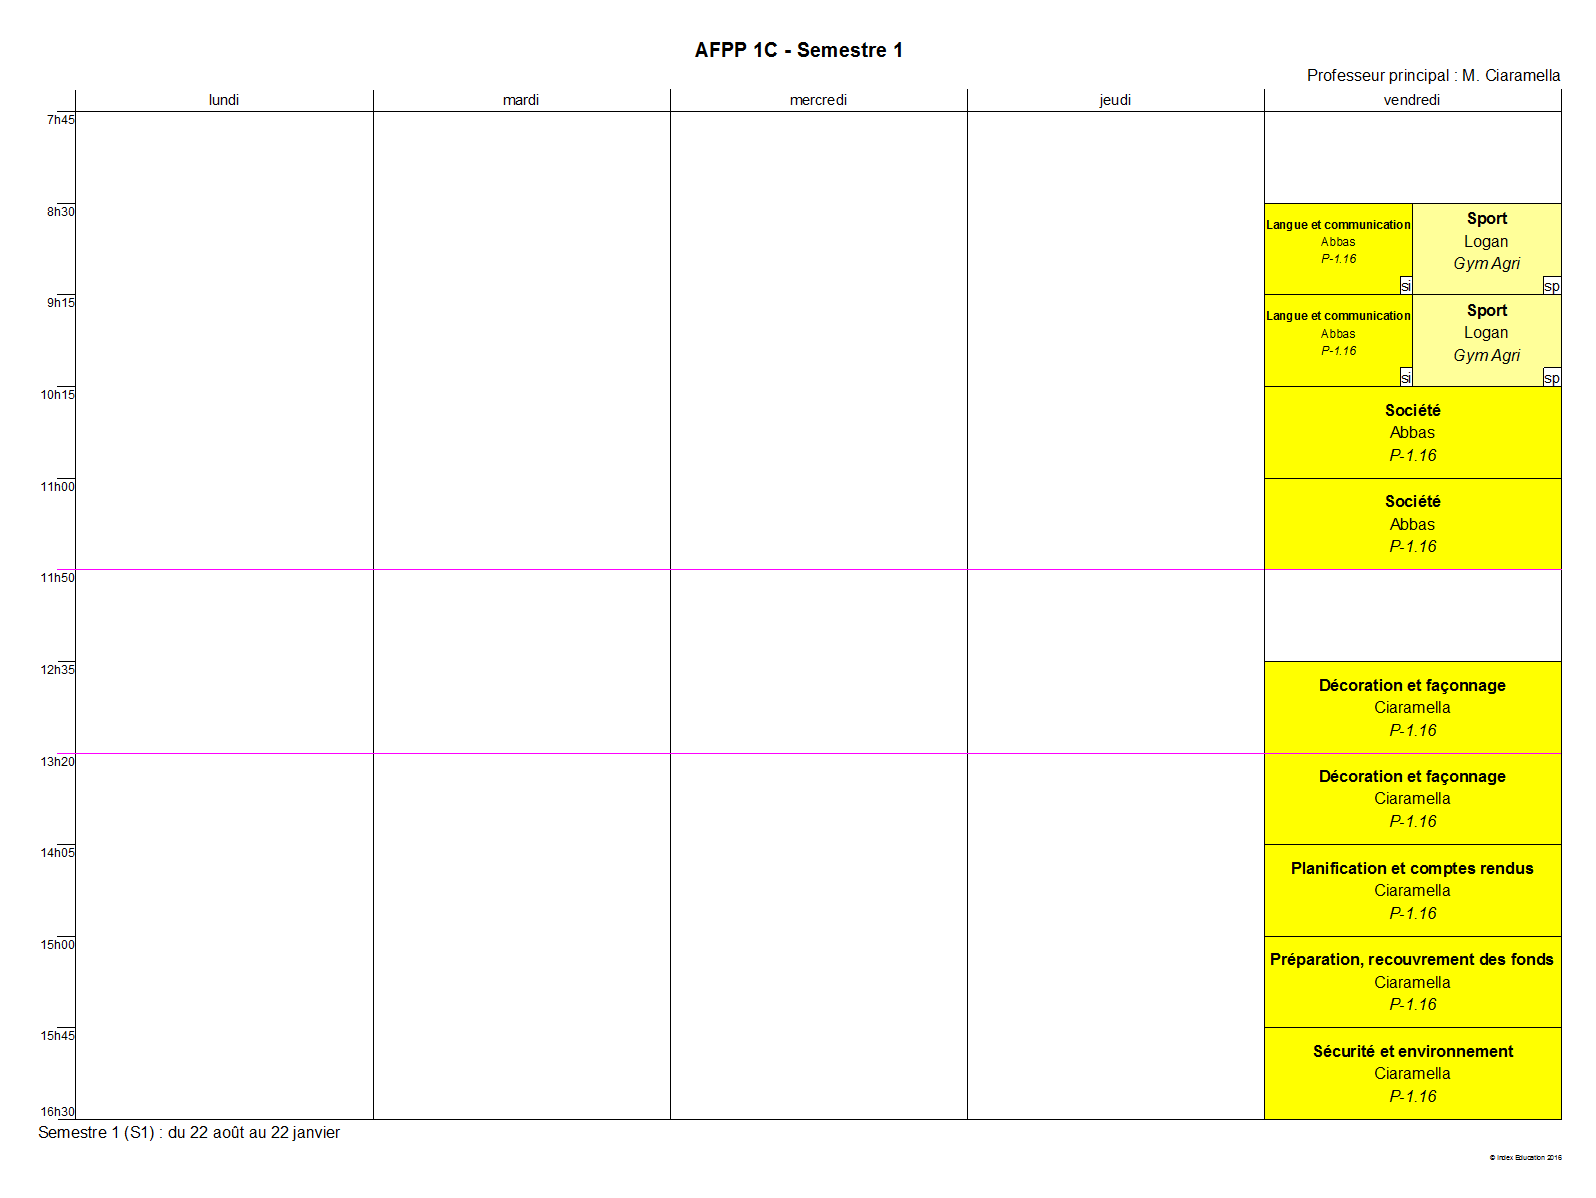 AFPP 1C - Semestre 1
Professeur principal : M. Ciaramella
lundi mardi mercredi jeudi vendredi
7h45
8h30
Langue et communication
Abbas
P-1.16
si
Sport
Logan
Gym Agri
sp
9h15
Langue et communication
Abbas
P-1.16
si
Sport
Logan
Gym Agri
sp
10h15
Société
Abbas
P-1.16
11h00
Société
Abbas
P-1.16
11h50
12h35
Décoration et façonnage
Ciaramella
P-1.16
13h20
Décoration et façonnage
Ciaramella
P-1.16
14h05
Planification et comptes rendus
Ciaramella
P-1.16
15h00
Préparation, recouvrement des fonds
Ciaramella
P-1.16
15h45
Sécurité et environnement
Ciaramella
P-1.16
16h30
Semestre 1 (S1) : du 22 août au 22 janvier
© Index Education 2016